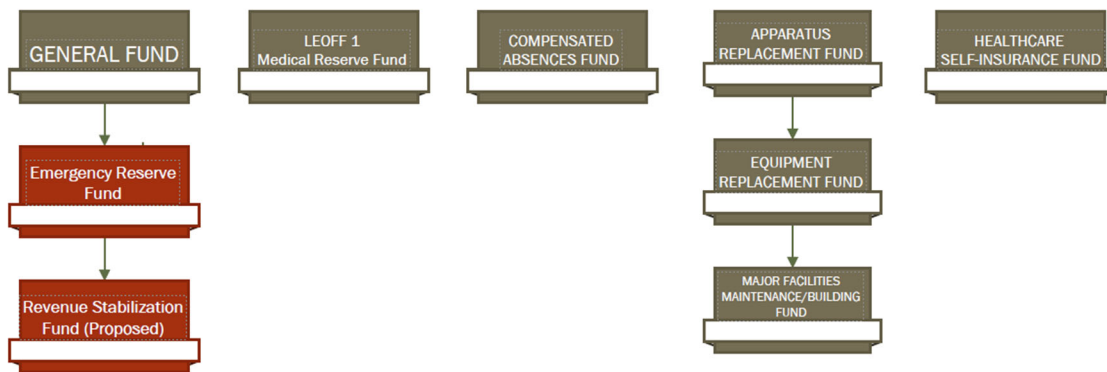 GENERAL FUND
LEOFF 1
Medical Reserve Fund
COMPENSATED
ABSENCES FUND
APPARATUS
REPLACEMENT FUND
HEALTHCARE
SELF-INSURANCE FUND
Emergency Reserve
Fund
EQUIPMENT
REPLACEMENT FUND
Revenue Stabilization
Fund (Proposed)
MAJOR FACILITIES
MAINTENANCE/BUILDING
FUND